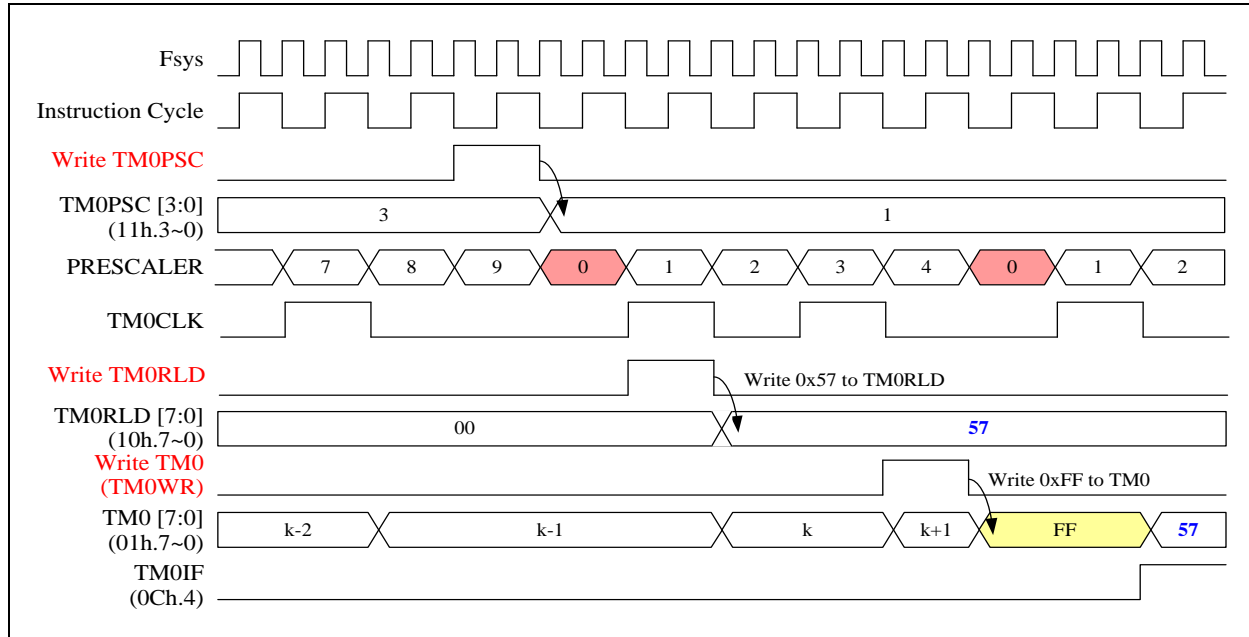 Fsys
Instruction Cycle
Write TM0PSC
TM0PSC [3:0]
(11h.3~0)
3
1
PRESCALER
7
8
9
0
1
2
3
4
0
1
2
TM0CLK
Write TM0RLD
Write 0x57 to TM0RLD
TM0RLD [7:0]
(10h.7~0)
00
57
Write TM0
(TM0WR)
Write 0xFF to TM0
TM0 [7:0]
(01h.7~0)
k-2
k-1
k
k+1
FF
57
TM0IF
(0Ch.4)